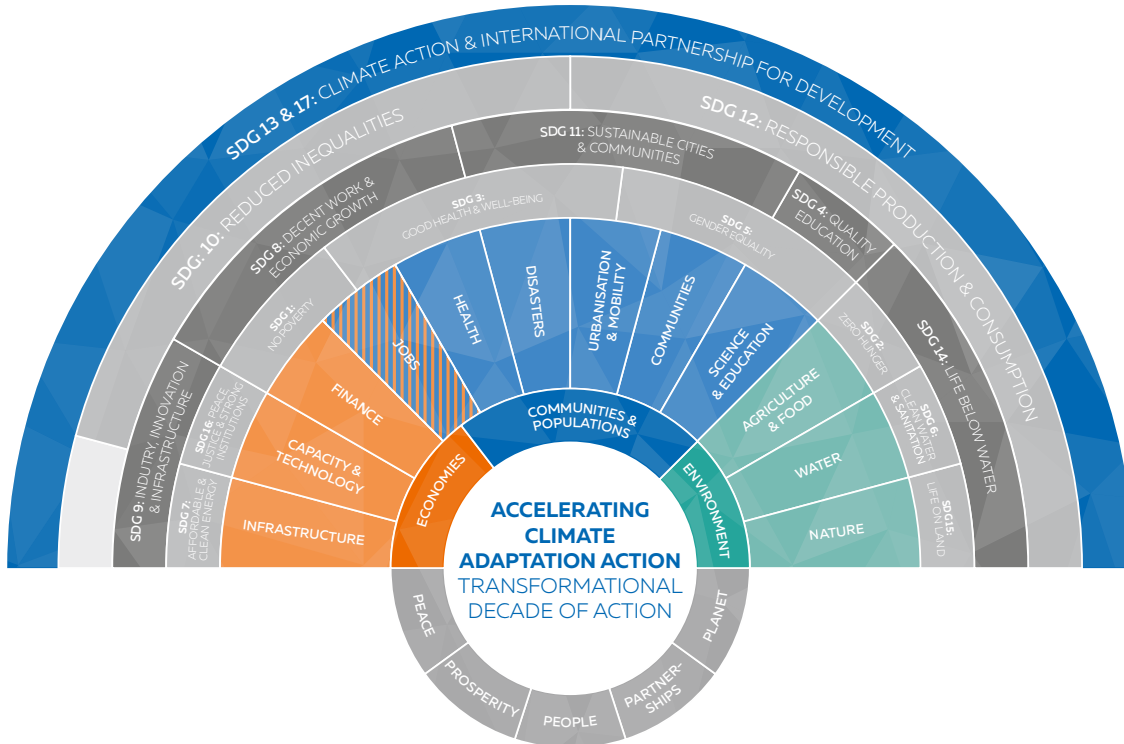 SDG 13 & 17: CLIMATE ACTION & INTERNATIONAL PARTNERSHIP FOR DEVELOPMENT
SDG 10: REDUCED INEQUALITIES
SDG 12: RESPONSIBLE PRODUCTION & CONSUMPTION
SDG 9: INDUTRY, INNOVATION
& INFRASTRUCTURE
SDG 8: DECENT WORK &
ECONOMIC GROWTH
SDG 11: SUSTAINABLE CITIES
& COMMUNITIES
SDG 4: QUALITY
EDUCATION
SDG 14: LIFE BELOW WATER
SDG 7:
AFFORDABLE &
CLEAN ENERGY
SDG16: PEACE,
JUSTICE & STRONG
INSTITUTIONS
SDG 1:
NO POVERTY
SDG 3:
GOOD HEALTH & WELL-BEING
SDG 5:
GENDER EQUALITY
SDG 2:
ZERO HUNGER
SDG 6:
CLEAN WATER
& SANIVATION
SDG15:
LIFE ON LAND
INFRASTRUCTURE
CAPACITY &
TECHNOLOGY
FINANCE
JOBS
HEALTH
DISASTERS
URBANISATION
& MOBILITY
COMMUNITIES
SCIENCE
& EDUCATION
AGRICULTURE
& FOOD
WATER
NATURE
ECONOMIES
COMMUNITIES &
POPULATIONS
ENVIRONMENT
ACCELERATING
CLIMATE
ADAPTATION ACTION
TRANSFORMATIONAL
DECADE OF ACTION
PEACE
PROSPERITY
PEOPLE
PARTNER-
SHIPS
PLANET